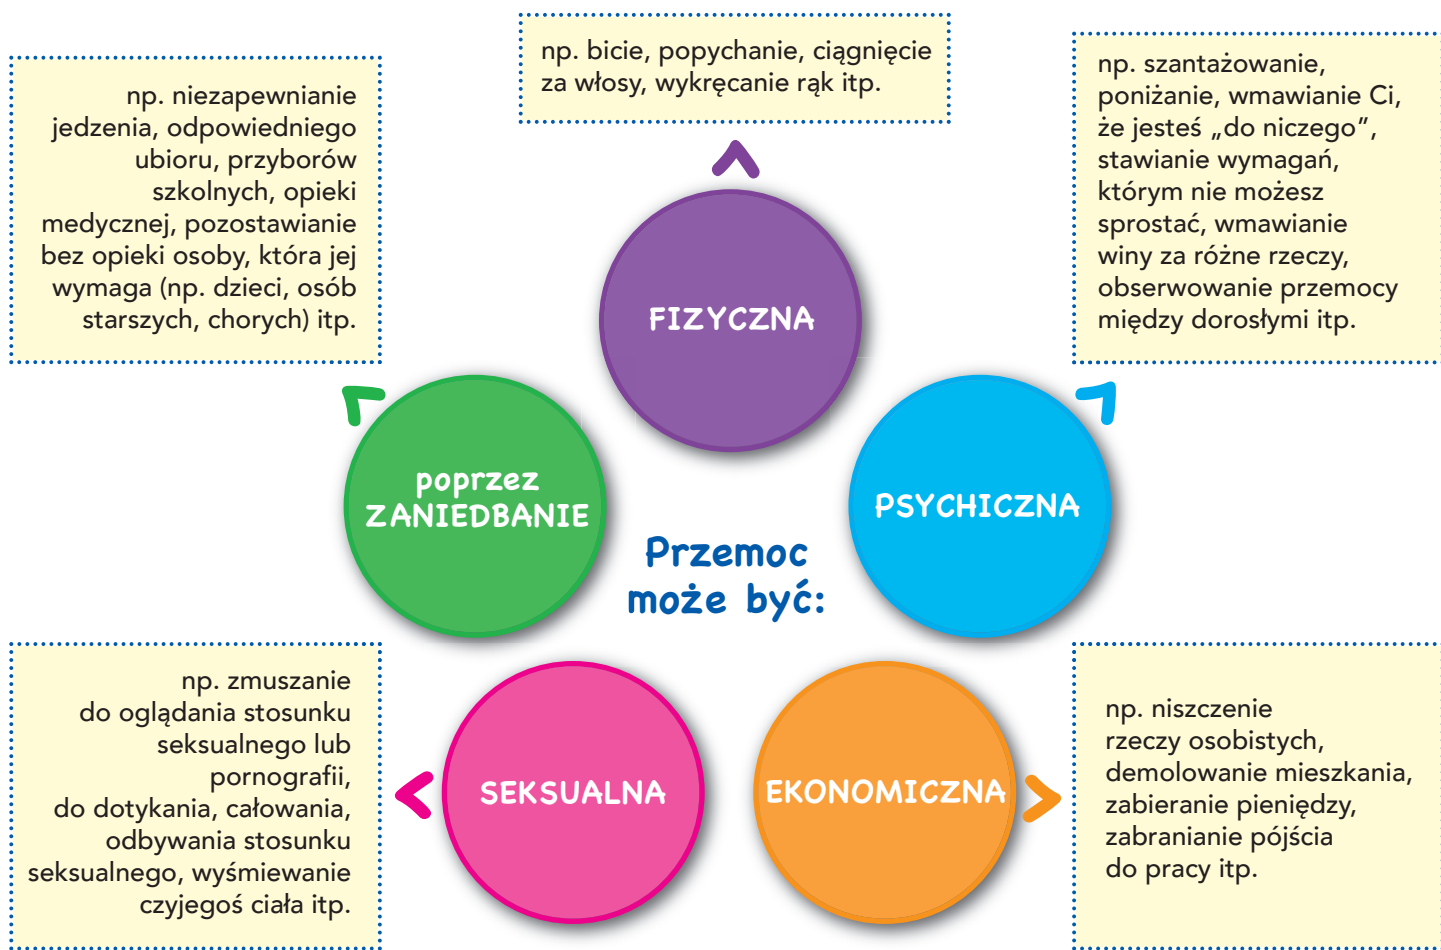 np. bicie, popychanie, ciągnięcie
za włosy, wykręcanie rąk itp.
np. niezapewnianie
jedzenia, odpowiedniego
ubioru, przyborów
szkolnych, opieki
medycznej, pozostawianie
bez opieki osoby, która jej
wymaga (np. dzieci, osób
starszych, chorych) itp.
np. szantażowanie,
poniżanie, wmawianie Ci,
że jesteś „do niczego”,
stawianie wymagań,
którym nie możesz
sprostać, wmawianie
winy za różne rzeczy,
obserwowanie przemocy
między dorosłymi itp.
FIZYCZNA
poprzez
ZANIEDBANIE
PSYCHICZNA
Przemoc
może być:
np. zmuszanie
do oglądania stosunku
seksualnego lub
pornografii,
do dotykania, całowania,
odbywania stosunku
seksualnego, wyśmiewanie
czyjegoś ciała itp.
SEKSUALNA
EKONOMICZNA
np. niszczenie
rzeczy osobistych,
demolowanie mieszkania,
zabieranie pieniędzy,
zabranianie pójścia
do pracy itp.